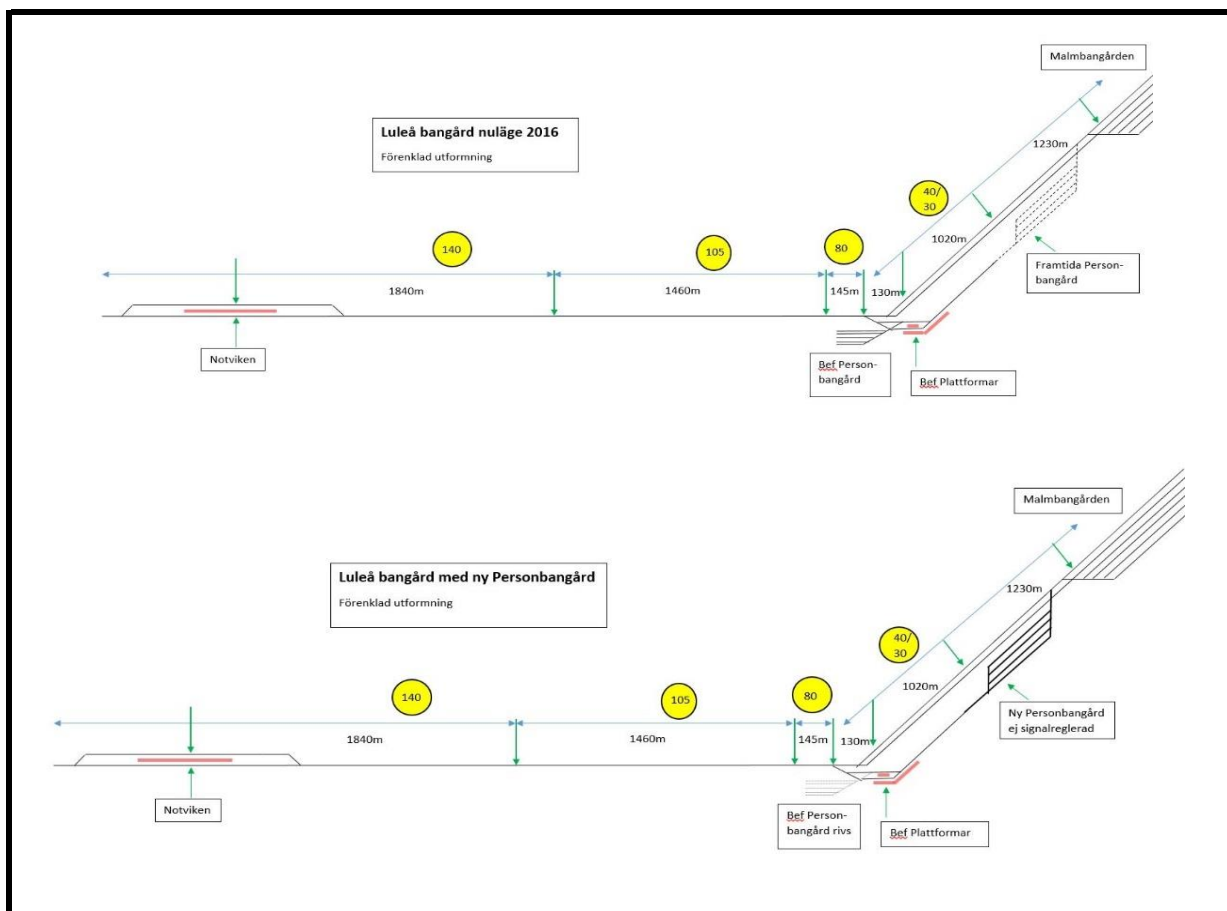 Malmbangården
Luleå bangård nuläge 2016
Förenklad utformning
1230m
40/
30
140
105
80
1020m
1840m
1460m
145m
130m
Framtida Person-
bangård
Notviken
Bef Person-
bangård
Bef Plattformar
Malmbangården
Luleå bangård med ny Personbangård
Förenklad utformning
1230m
40/
30
140
105
80
1020m
1840m
1460m
145m
130m
Ny Personbangård
ej signalreglerad
Notviken
Bef Person-
bangård rivs
Bef Plattformar